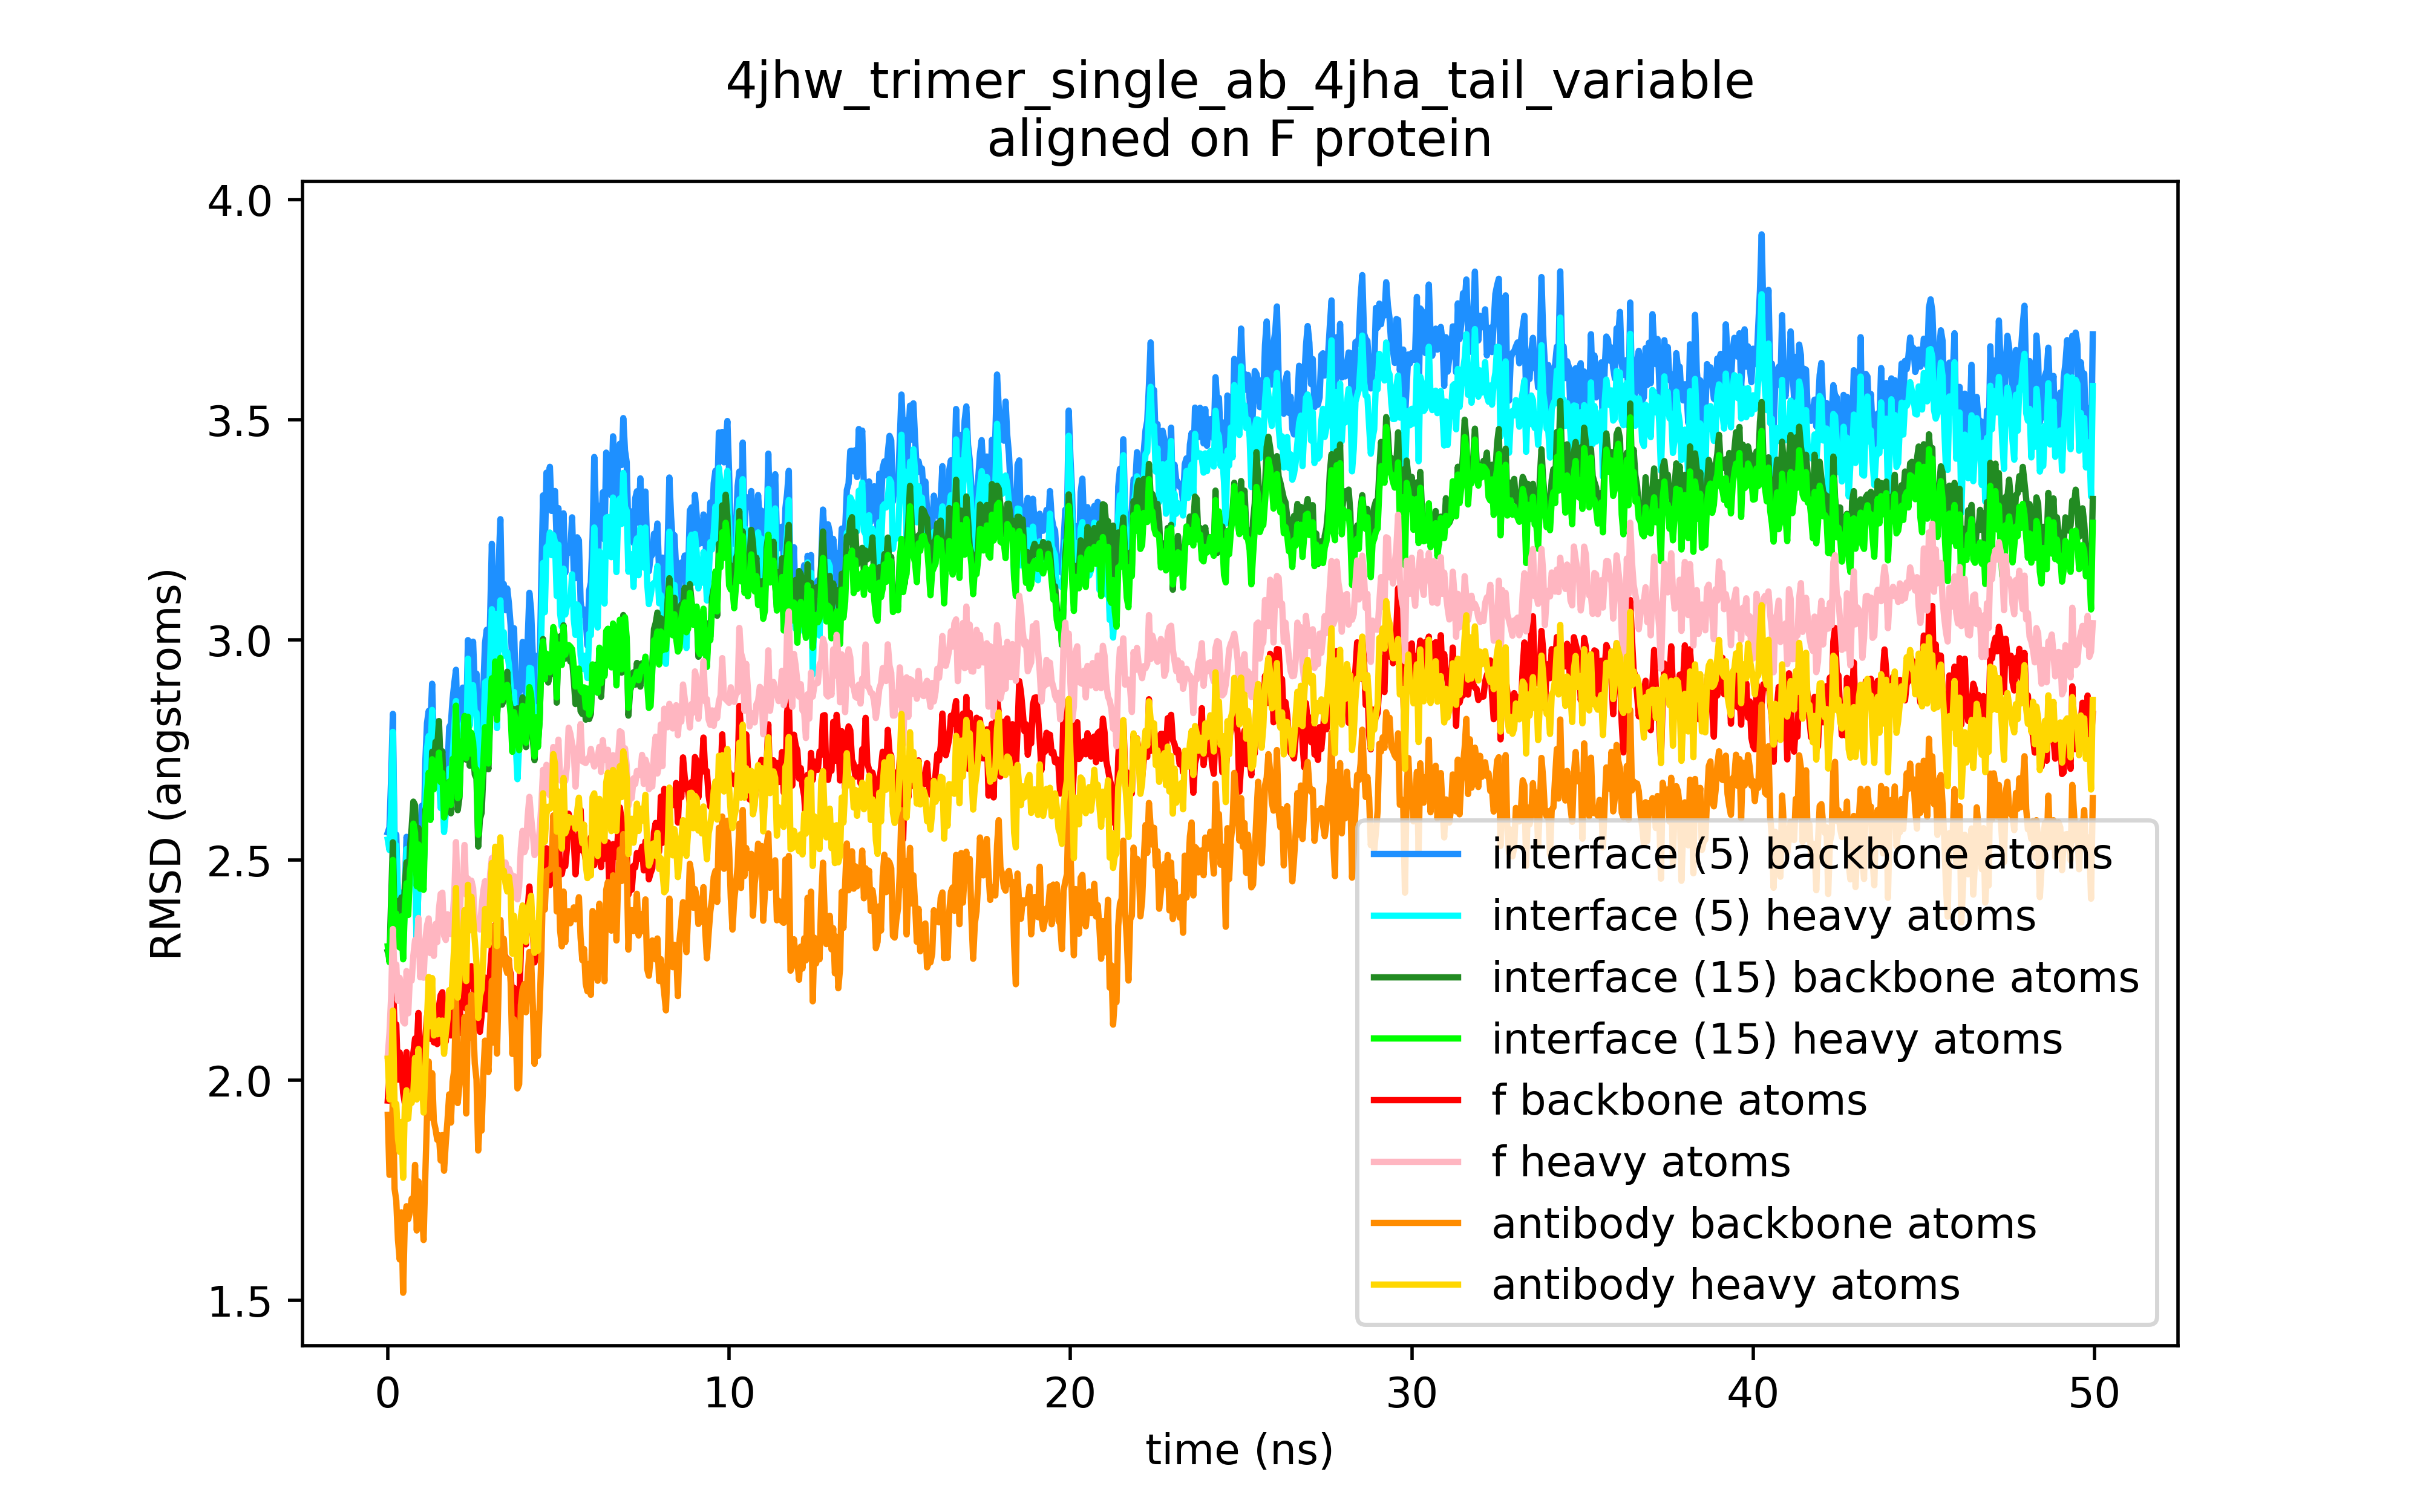 4jhw_trimer_single_ab_4jha_tail_variable
aligned on F protein
RMSD (angstroms)
4.0
3.5
3.0
2.5
2.0
1.5
interface (5) backbone atoms
interface (5) heavy atoms
interface (15) backbone atoms
interface (15) heavy atoms
f backbone atoms
f heavy atoms
antibody backbone atoms
antibody heavy atoms
0 10 20 30 40 50
time (ns)